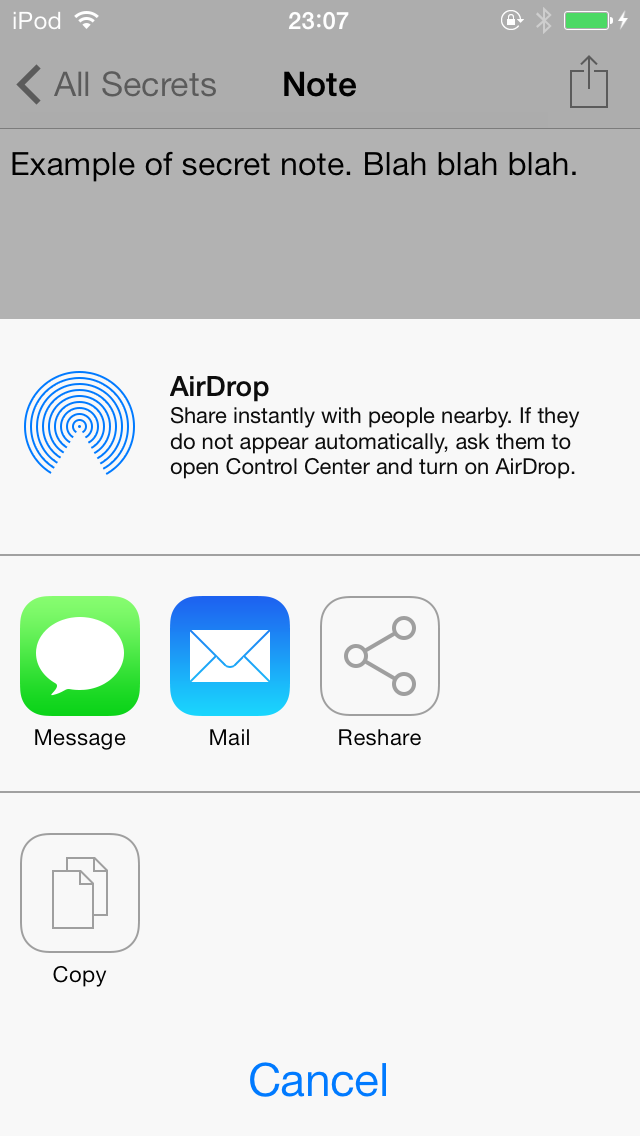 iPod 23:07
All Secrets Note
Example of secret note. Blah blah blah.
AirDrop
Share instantly with people nearby. If they
do not appear automatically, ask them to
open Control Center and turn on AirDrop.
Message Mail Reshare
Copy
Cancel